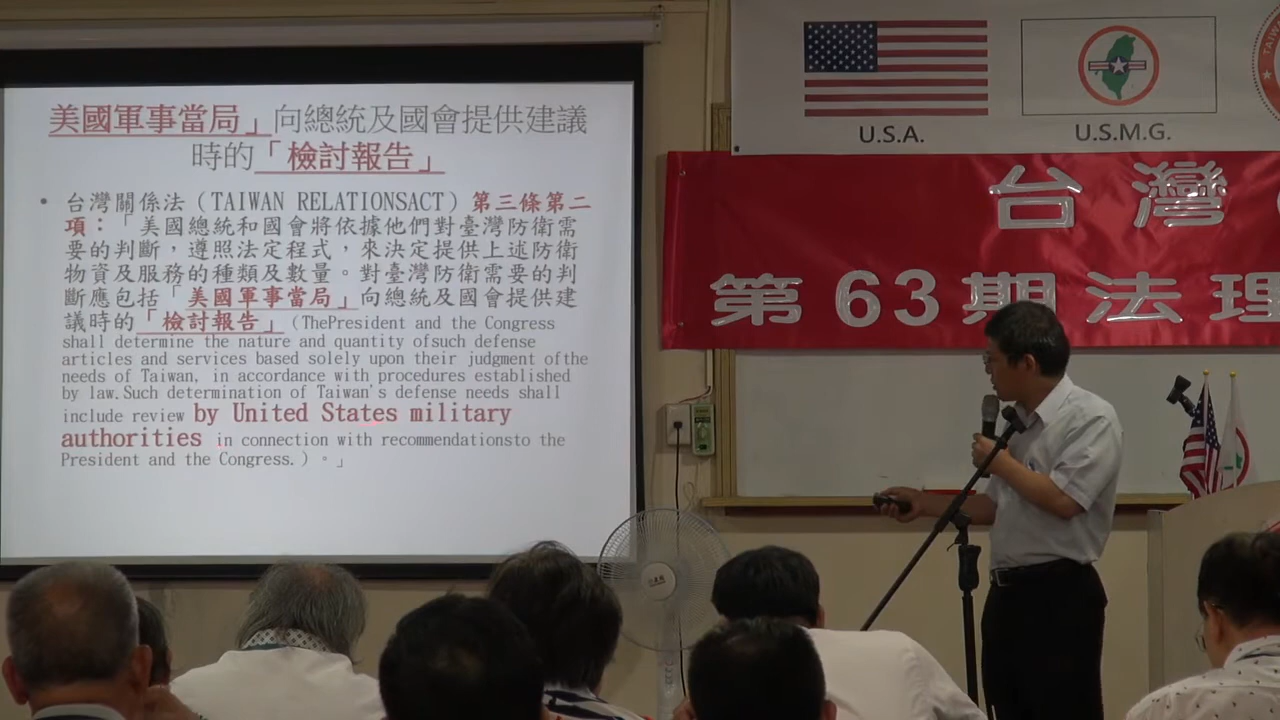 美國軍事當局」向總統及國會提供建議
時的「檢討報告」
• 台灣關係法 (TAIWAN RELATIONSACT) 第三條第二
項：「美國總統和國會將依據他們對臺灣防衛需
要的判斷，遵照法定程式，來決定提供上述防衛
物資及服務的種類及數量。對臺灣防衛需要的判
斷應包括「美國軍事當局」向總統及國會提供建
議時的「檢討報告」 (ThePresident and the Congress
shall determine the nature and quantity ofsuch defense
articles and services based solely upon their judgment ofthe
needs of Taiwan, in accordance with procedures established
by law.Such determination of Taiwan's defense needs shall
include review by United States military
authorities in connection with recommendationsto the
President and the Congress.) 。」
U.S.A.
U.S.M.G.
台灣
第63期法理